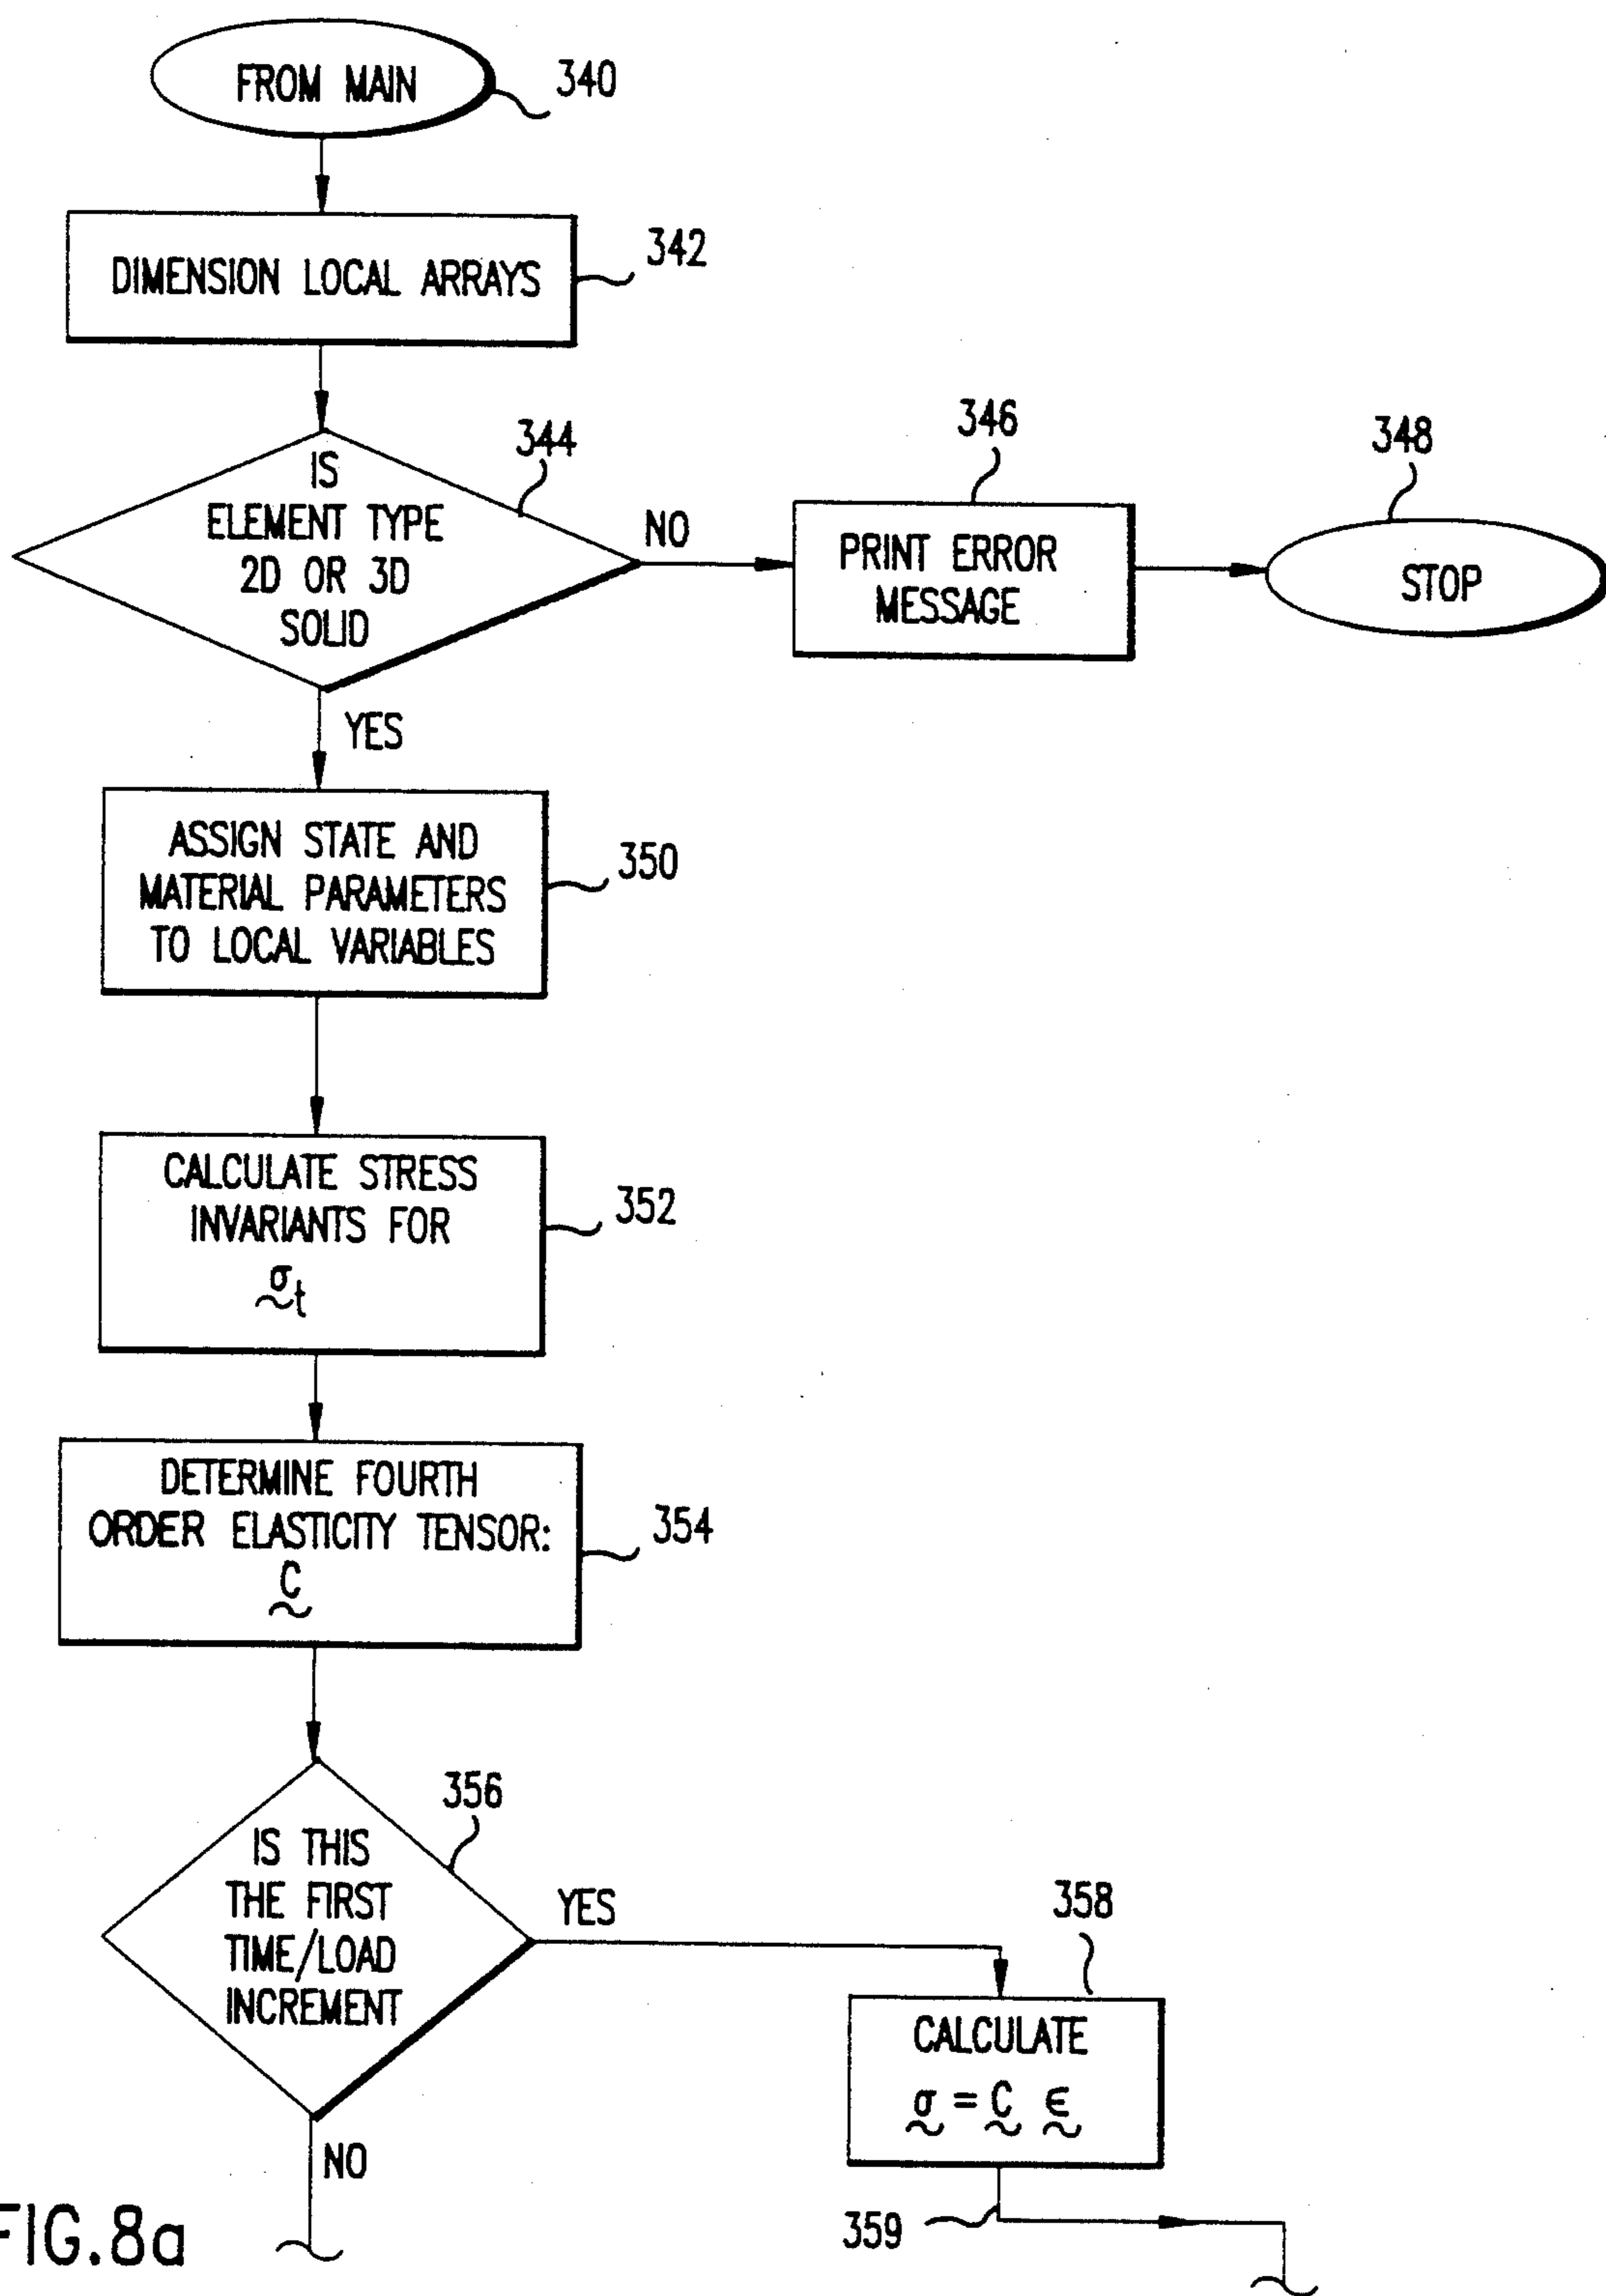 FROM MAIN
340
DIMENSION LOCAL ARRAYS
342
IS
ELEMENT TYPE
2D OR 3D
SOLID
344
NO
346
PRINT ERROR
MESSAGE
348
STOP
YES
ASSIGN STATE AND
MATERIAL PARAMETERS
TO LOCAL VARIABLES
350
CALCULATE STRESS
INVARIANTS FOR
σt
352
DETERMINE FOURTH
ORDER ELASTICITY TENSOR:
C
354
IS THIS
THE FIRST
TIME/LOAD
INCREMENT
356
YES
358
CALCULATE
σ = C ϵ
359
NO
FIG.8a